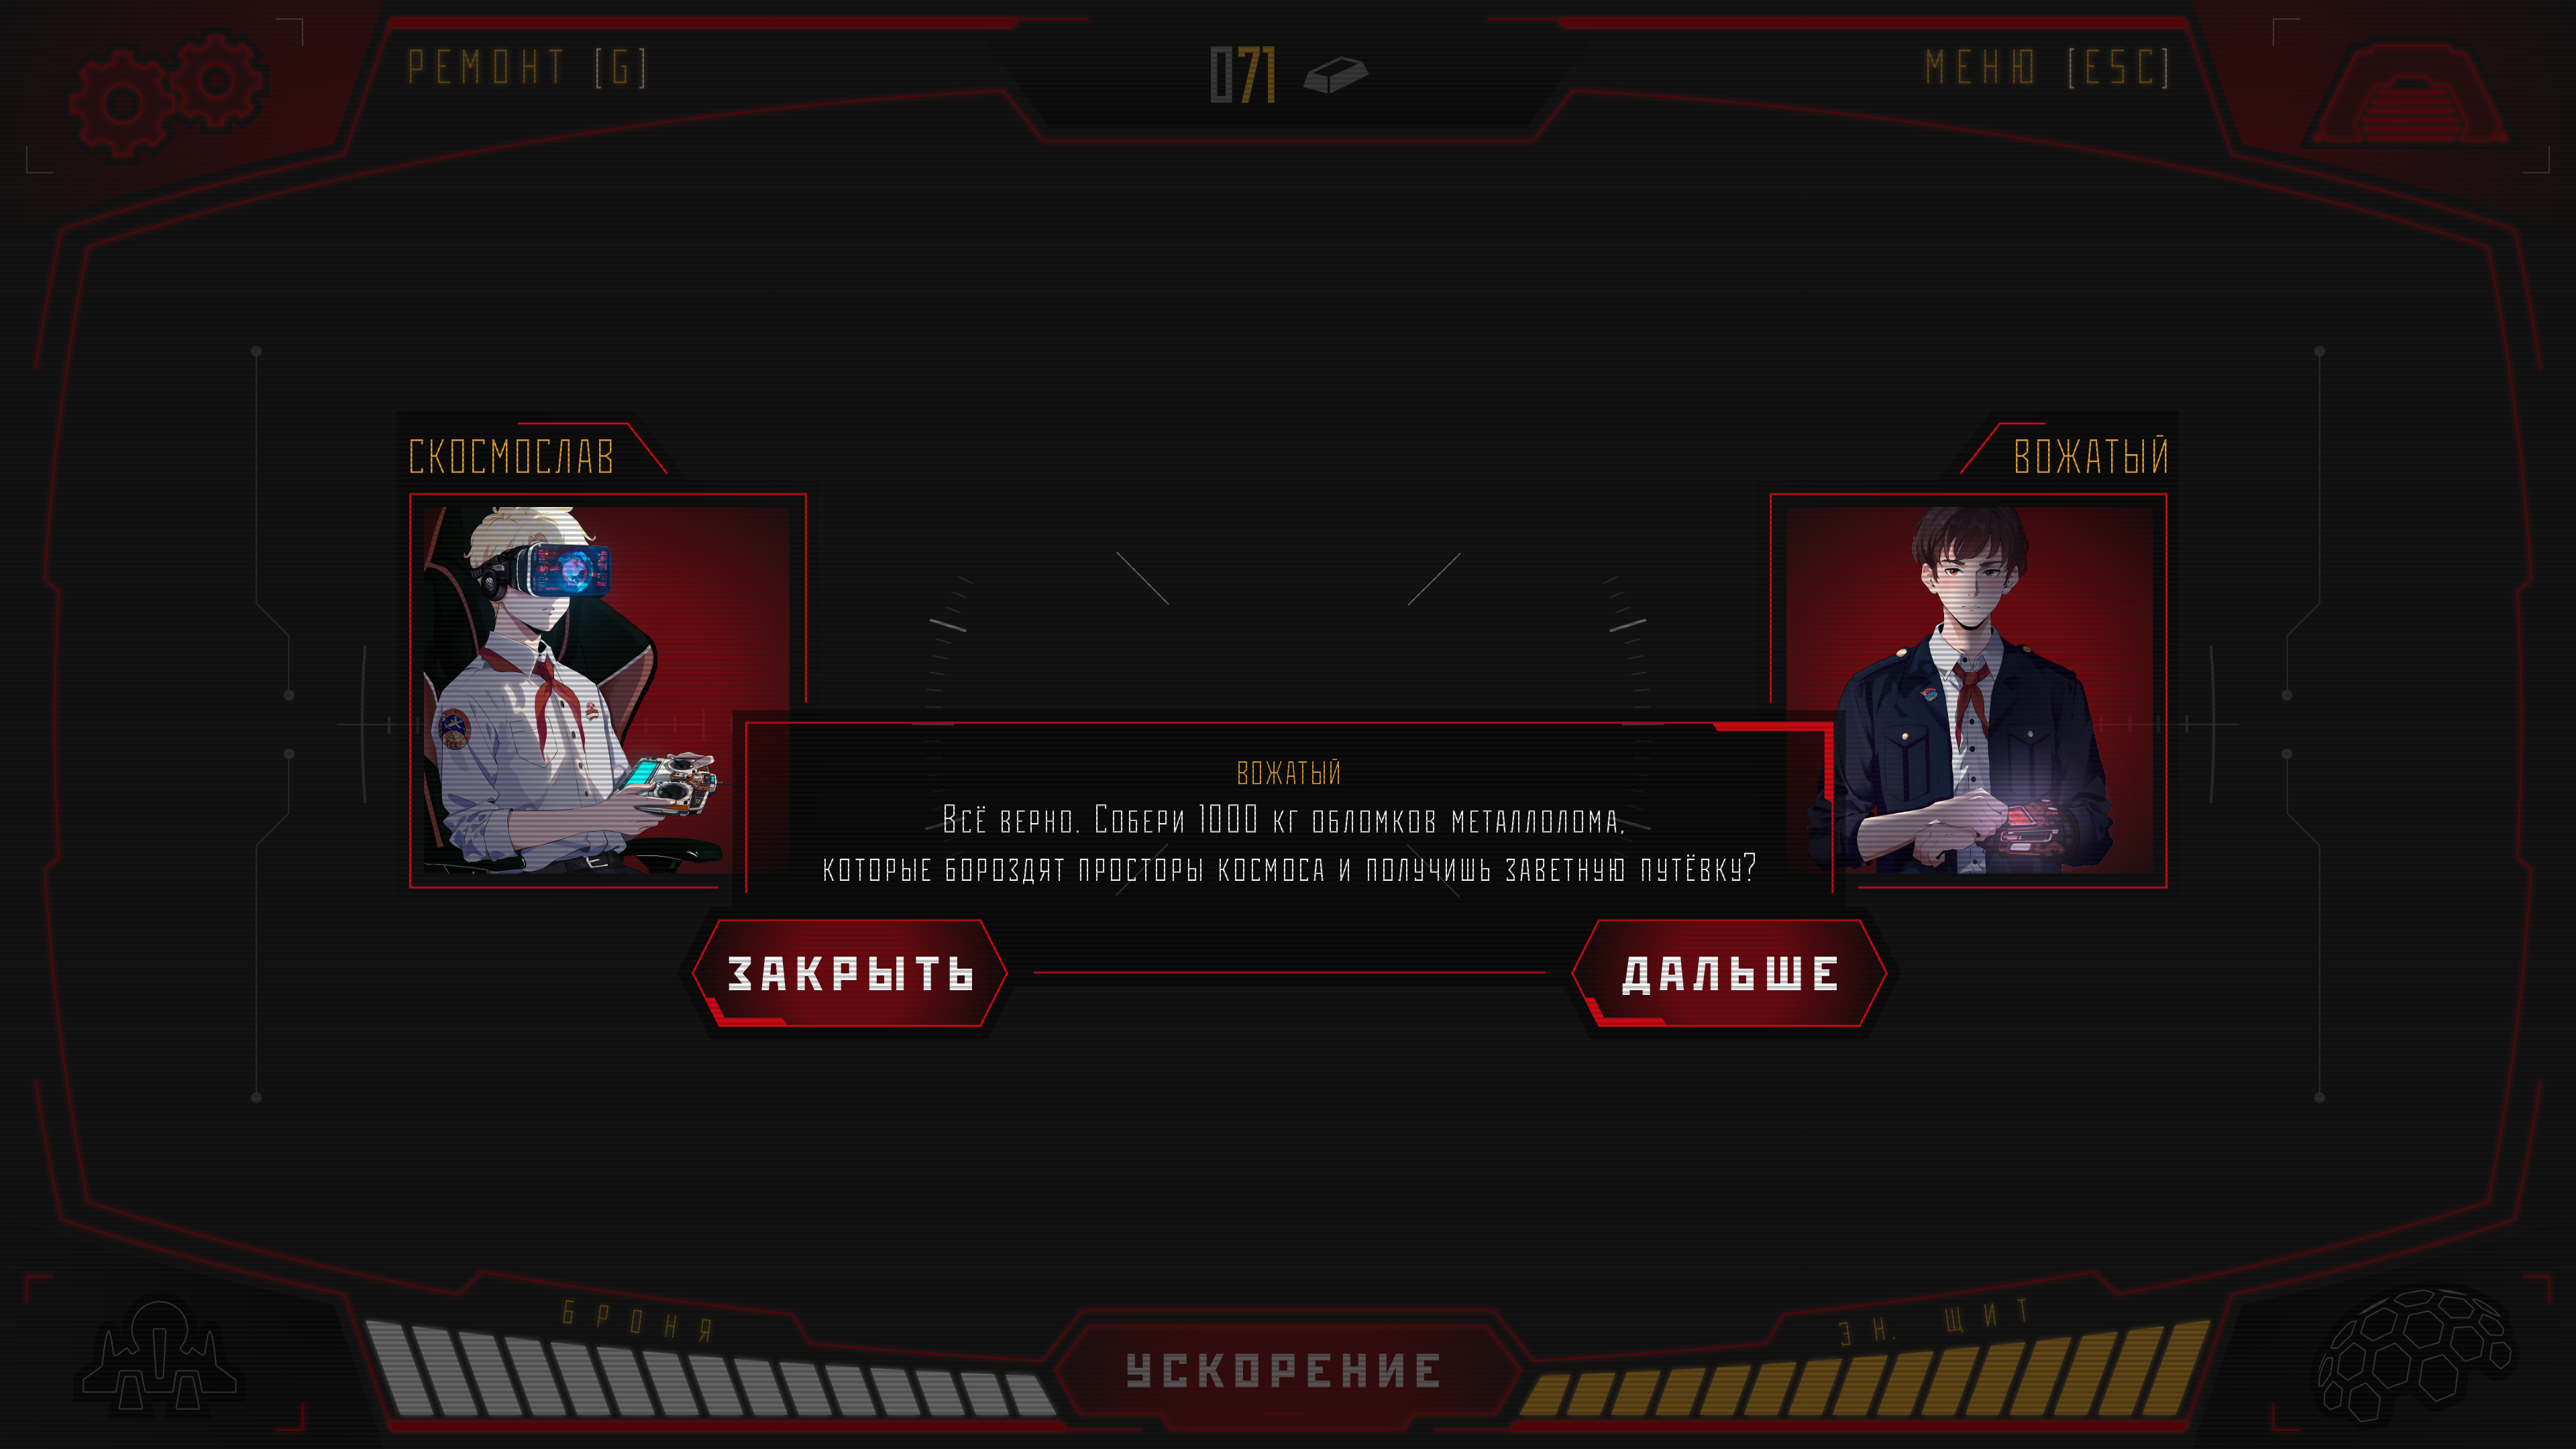 РЕМОНТ [G]
071
МЕНЮ [ESC]
СКОСМОСЛАВ
ВОЖАТЫЙ
ВОЖАТЫЙ
Всё верно. Собери 1000 кг обломков металлолома,
которые бороздят просторы космоса и получишь заветную путёвку?
ЗАКРЫТЬ
ДАЛЬШЕ
БРОНЯ
ЭН. ЩИТ
УСКОРЕНИЕ